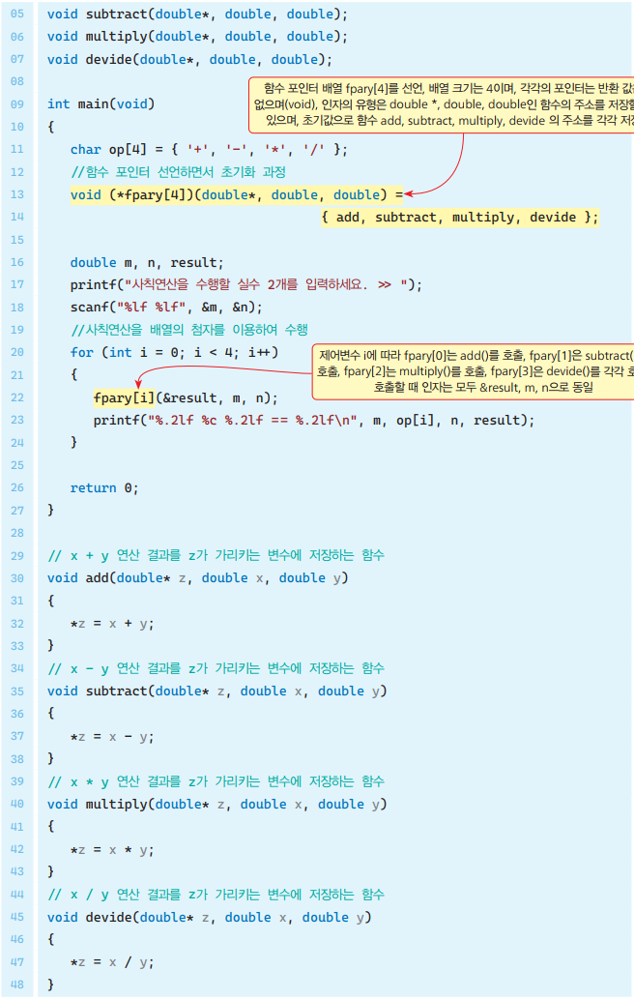 05 void subtract(double*, double, double);
06 void multiply(double*, double, double);
07 void devide(double*, double, double);
08
함수 포인터 배열 fpary[4]를 선언, 배열 크기는 4이며, 각각의 포인터는 반환
없으며(void), 인자의 유형은 double *, double, double인 함수의 주소를
있으며, 초기값으로 함수 add, subtract, multiply, devide 의 주소를 각각
09 int main(void)
10 {
11 char op[4] = { '+', '-', '*', '/' };
12 //함수 포인터 선언하면서 초기화 과정
13 void (*fpary[4])(double*, double, double) =
14 { add, subtract, multiply, devide };
15
16 double m, n, result;
17 printf("사칙연산을 수행할 실수 2개를 입력하세요. >> ");
18 scanf("%lf %lf", &m, &n);
19 //사칙연산을 배열의 첨자를 이용하여 수행
20 for (int i = 0; i < 4; i++)
제어변수 i에 따라 fpary[0]는 add()를 호출, fpary[1]은 subtract(
호출, fpary[2]는 multiply()를 호출, fpary[3]은 devide()를 각각
호출할 때 인자는 모두 &result, m, n으로 동일
21 {
22 fpary[i](&result, m, n);
23 printf("%.2lf %c %.2lf == %.2lf\n", m, op[i], n, result);
24 }
25
26 return 0;
27 }
28
29 // x + y 연산 결과를 z가 가리키는 변수에 저장하는 함수
30 void add(double* z, double x, double y)
31 {
32 *z = x + y;
33 }
34 // x - y 연산 결과를 z가 가리키는 변수에 저장하는 함수
35 void subtract(double* z, double x, double y)
36 {
37 *z = x - y;
38 }
39 // x * y 연산 결과를 z가 가리키는 변수에 저장하는 함수
40 void multiply(double* z, double x, double y)
41 {
42 *z = x * y;
43 }
44 // x / y 연산 결과를 z가 가리키는 변수에 저장하는 함수
45 void devide(double* z, double x, double y)
46 {
47 *z = x / y;
48 }